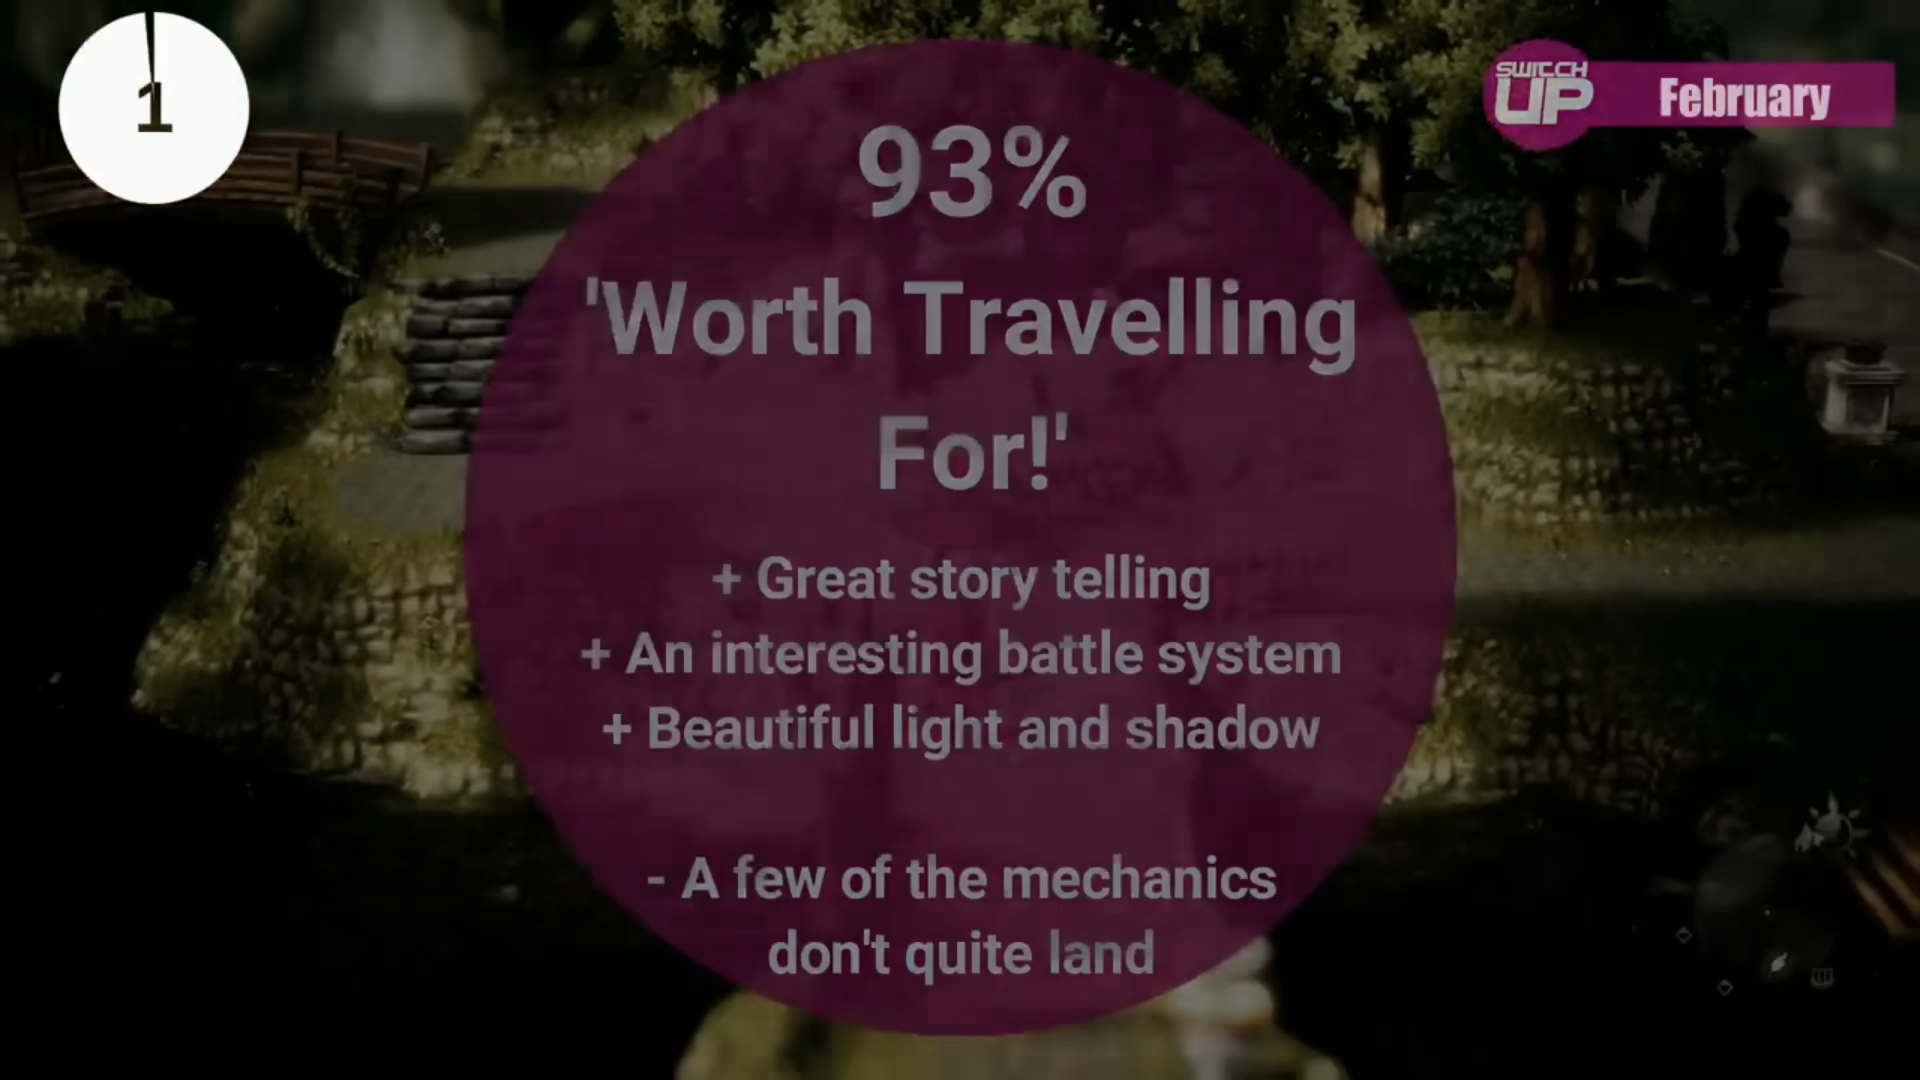 1
SWITCH
UP
February
93%
'Worth Travelling
For!'
+ Great story telling
+ An interesting battle system
+ Beautiful light and shadow
- A few of the mechanics
don't quite land